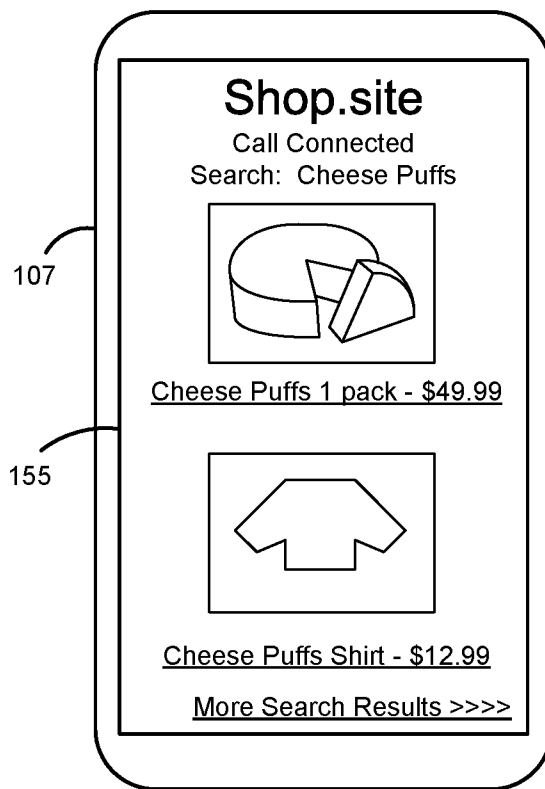 Shop.site
Call Connected
Search: Cheese Puffs
107
Cheese Puffs 1 pack - $49.99
155
Cheese Puffs Shirt - $12.99
More Search Results >>>>